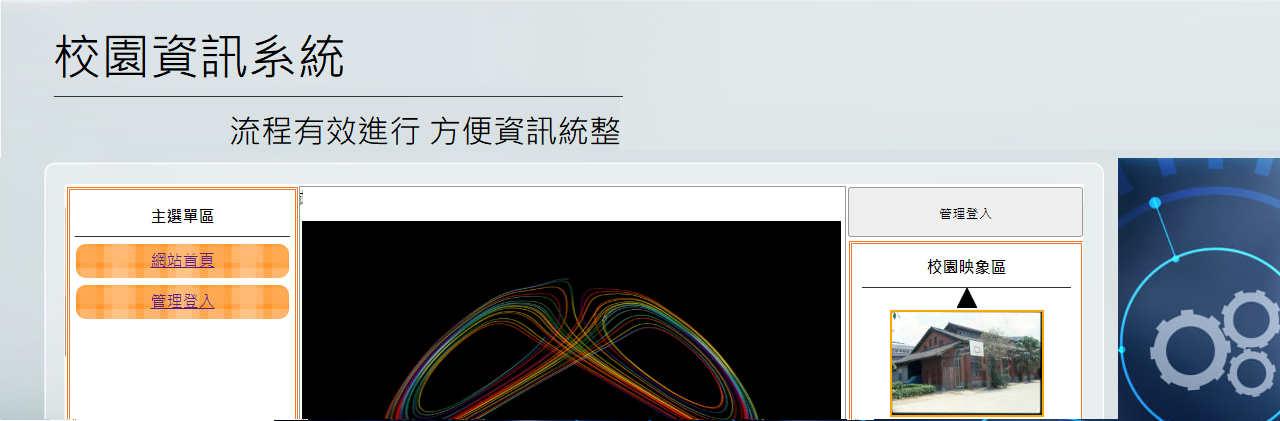 校園資訊系統
流程有效進行 方便資訊統整
主選單區
網站首頁
管理登入
管理登入
校園映象區